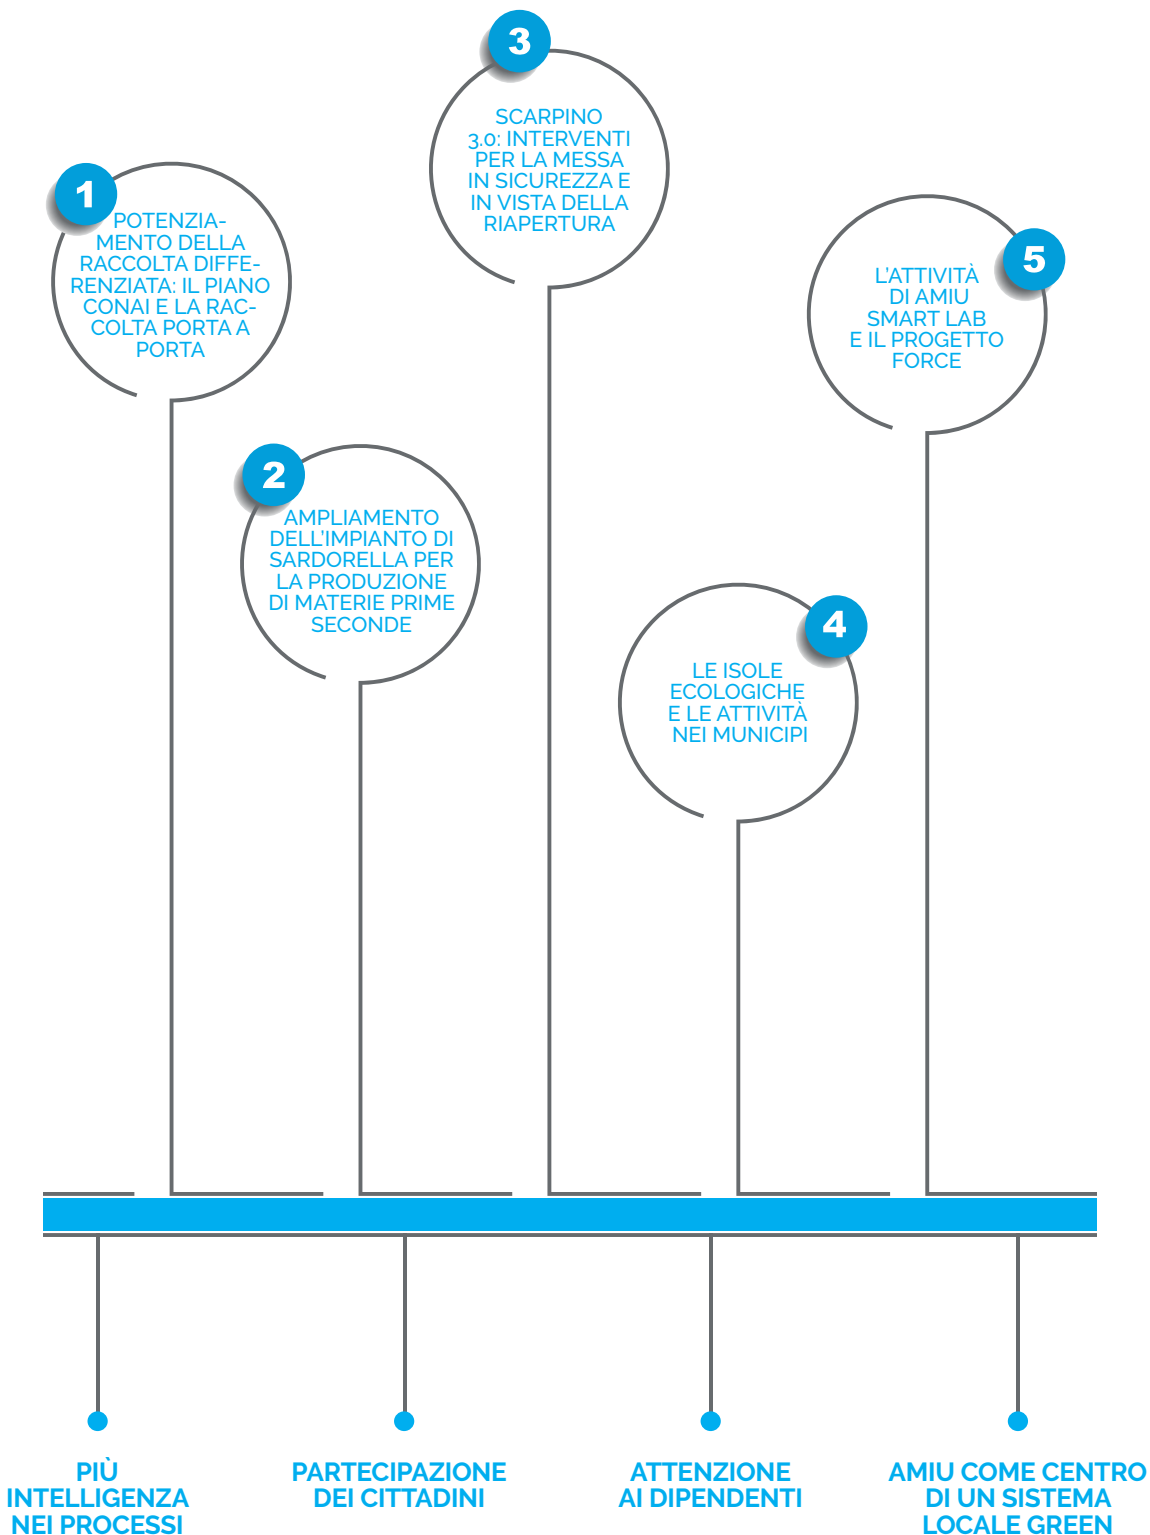 1
POTENZIA-
MENTO DELLA
RACCOLTA DIFFE-
RENZIATA: IL PIANO
CONAI E LA RAC-
COLTA PORTA A
PORTA
2
AMPLIAMENTO
DELL'IMPIANTO DI
SARDORELLA PER
LA PRODUZIONE
DI MATERIE PRIME
SECONDE
3
SCARPINO
3.0: INTERVENTI
PER LA MESSA
IN SICUREZZA E
IN VISTA DELLA
RIAPERTURA
4
LE ISOLE
ECOLOGICHE
E LE ATTIVITÀ
NEI MUNICIPI
5
L'ATTIVITÀ
DI AMIU
SMART LAB
E IL PROGETTO
FORCE
PIÙ
INTELLIGENZA
NEI PROCESSI
PARTECIPAZIONE
DEI CITTADINI
ATTENZIONE
AI DIPENDENTI
AMIU COME CENTRO
DI UN SISTEMA
LOCALE GREEN